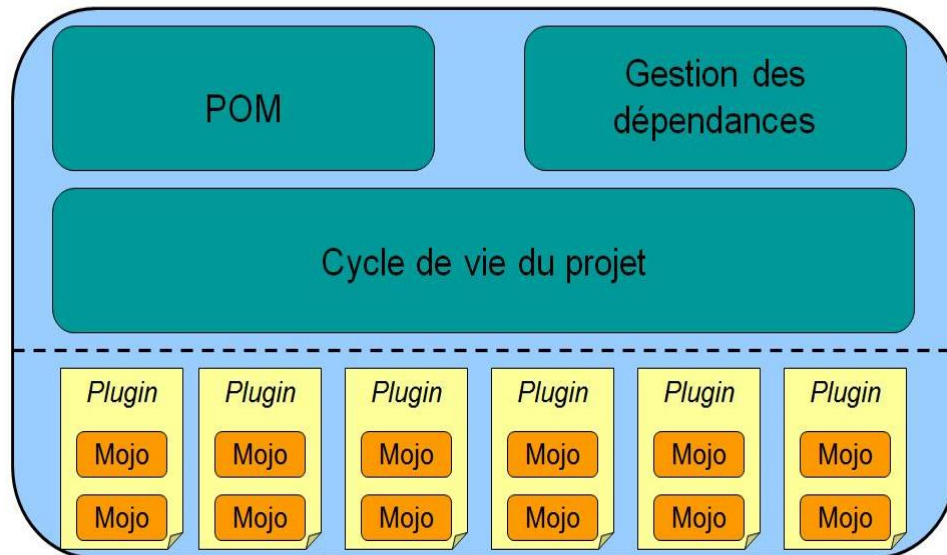 POM
Gestion des
dépendances
Cycle de vie du projet
Plugin Plugin Plugin Plugin Plugin Plugin
Mojo Mojo Mojo Mojo Mojo Mojo
Mojo Mojo Mojo Mojo Mojo Mojo